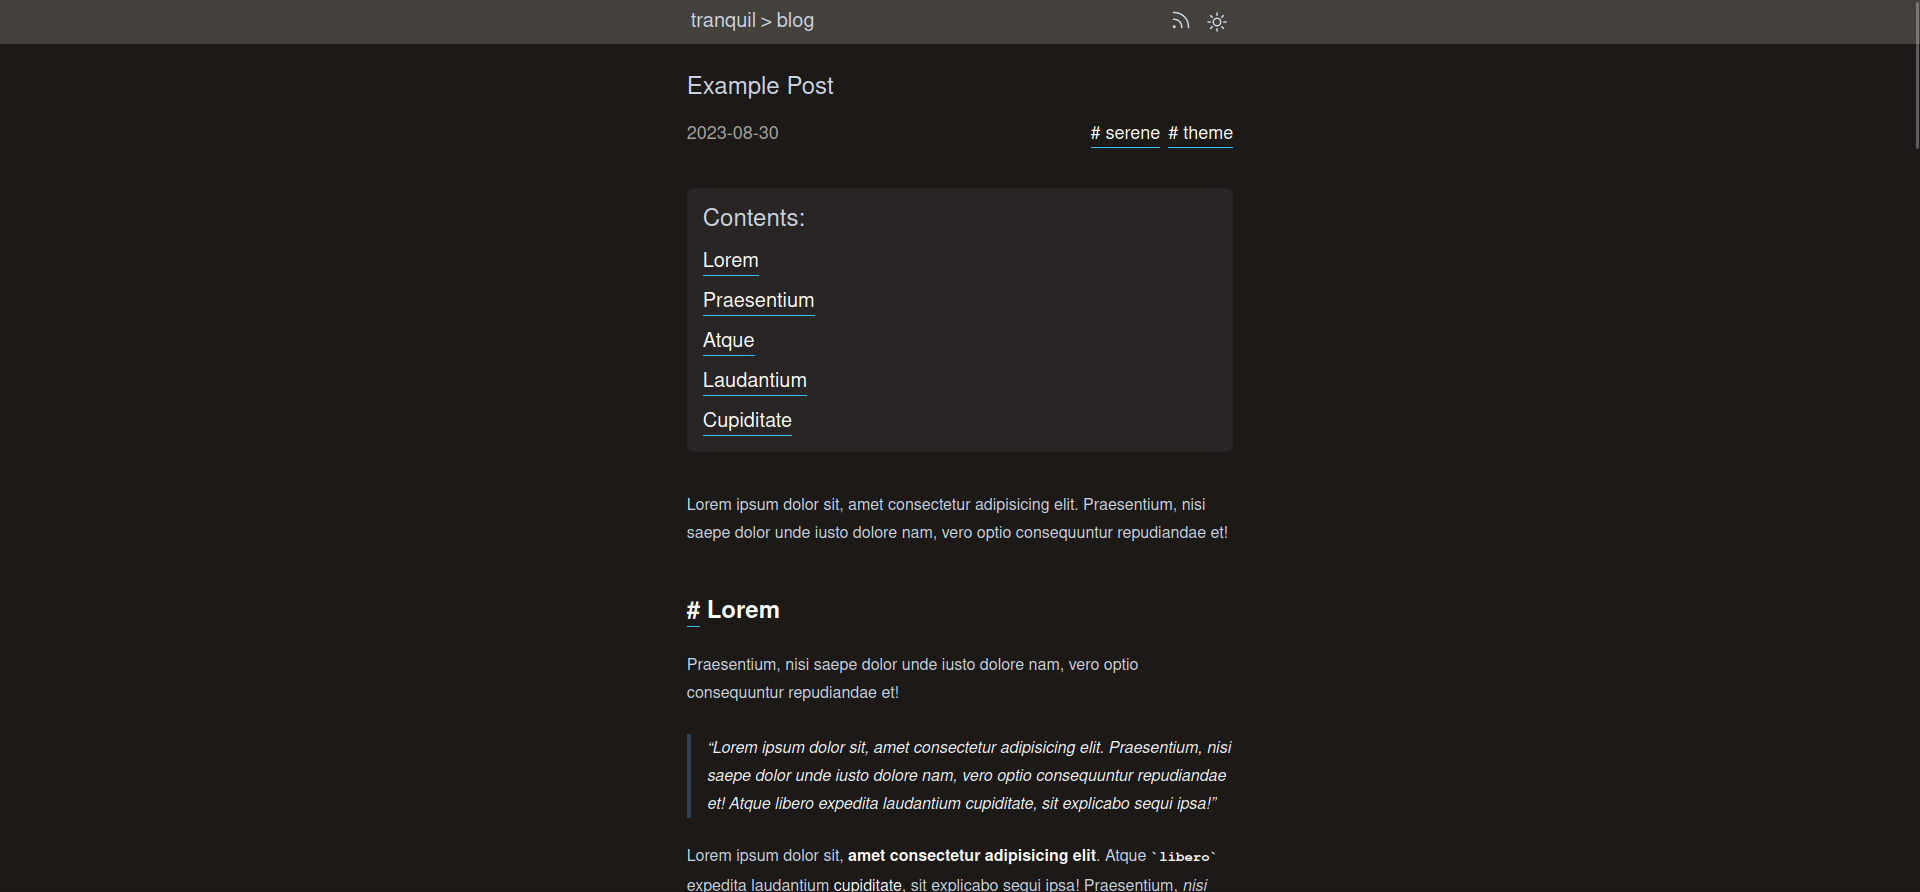 tranquil > blog
Example Post
2023-08-30 # serene # theme
Contents:
Lorem
Praesentium
Atque
Laudantium
Cupiditate
Lorem ipsum dolor sit, amet consectetur adipisicing elit. Praesentium, nisi
saepe dolor unde iusto dolore nam, vero optio consequuntur repudiandae et!
# Lorem
Praesentium, nisi saepe dolor unde iusto dolore nam, vero optio
consequuntur repudiandae et!
“Lorem ipsum dolor sit, amet consectetur adipisicing elit. Praesentium, nisi
saepe dolor unde iusto dolore nam, vero optio consequuntur repudiandae
et! Atque libero expedita laudantium cupiditate, sit explicabo sequi ipsa!”
Lorem ipsum dolor sit, amet consectetur adipisicing elit. Atque `libero`
expedita laudantium cupiditate, sit explicabo sequi ipsa! Praesentium, nisi